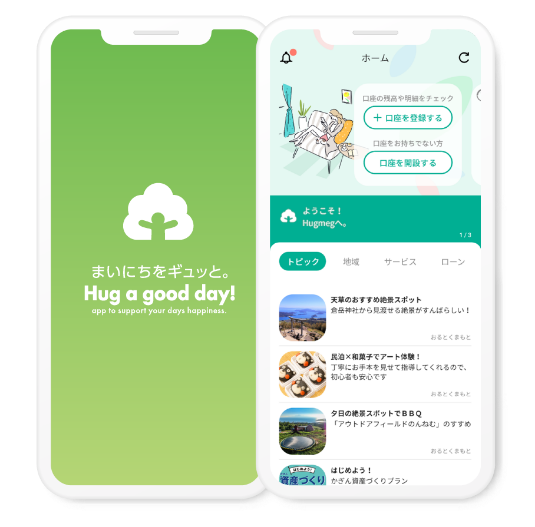 まいにちをギュッと。
Hug a good day!
app to support your days happiness.
ホーム
口座の残高や明細をチェック
+ 口座を登録する
口座をお持ちでない方
口座を開設する
ようこそ！
Hugmegへ。
1 / 3
トピック 地域 サービス ローン
天草のおすすめ絶景スポット
倉岳神社から見渡せる絶景がすんばらしい！
おるとくまもと
民泊×和菓子でアート体験！
丁寧にお手本を見せて指導してくれるので、
初心者も安心です
おるとくまもと
夕日の絶景スポットでＢＢＱ
「アウトドアフィールドのんねむ」のすすめ
おるとくまもと
はじめよう!
資産づくり
はじめよう！
かぎん資産づくりプラン